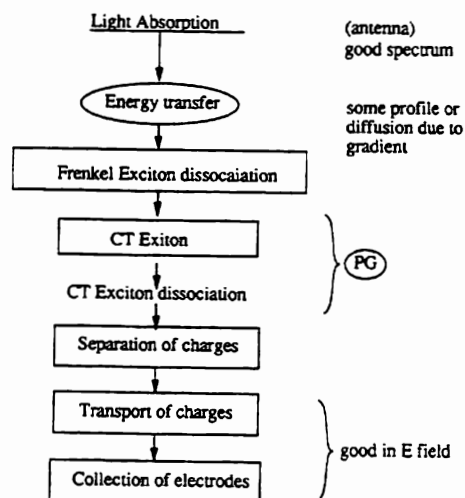 Light Absorption
(antenna)
good spectrum
Energy transfer
some profile or
diffusion due to
gradient
Frenkel Exciton dissocaiation
CT Exiton
PG
CT Exciton dissociation
Separation of charges
Transport of charges
good in E field
Collection of electrodes